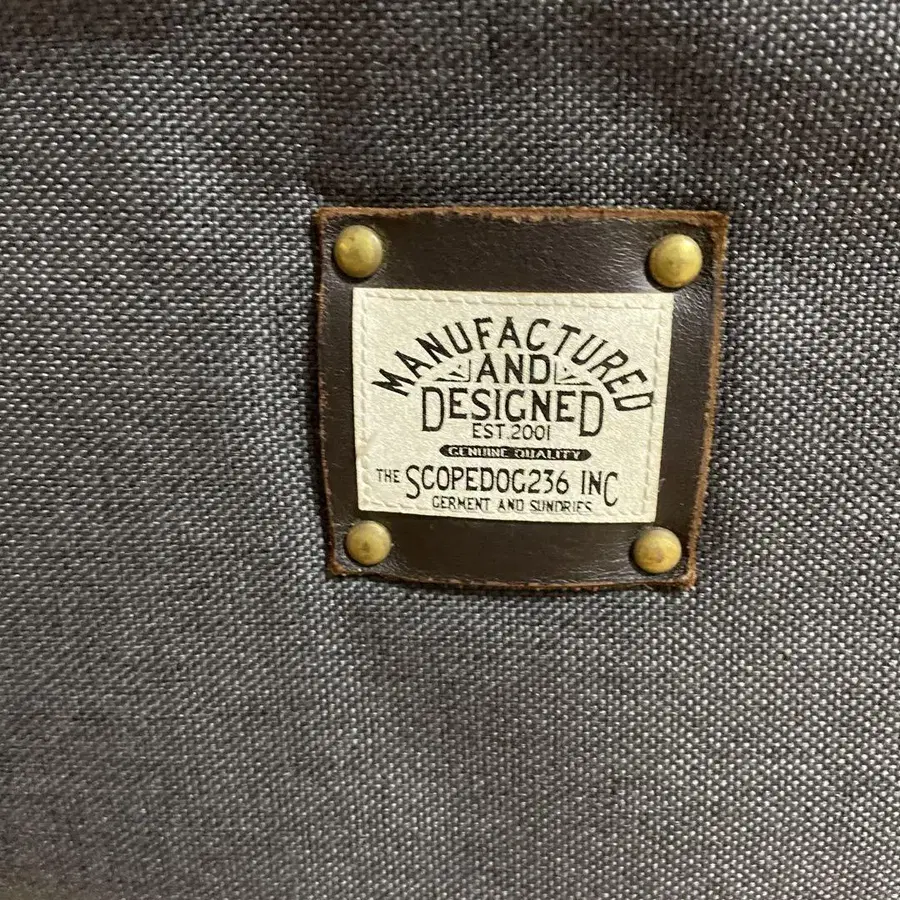 MANUFACTURED
AND
DESIGNED
EST.2001
GENUINE QUALITY
THE SCOPEDOG236 INC
GERMENT AND SUNDRIES